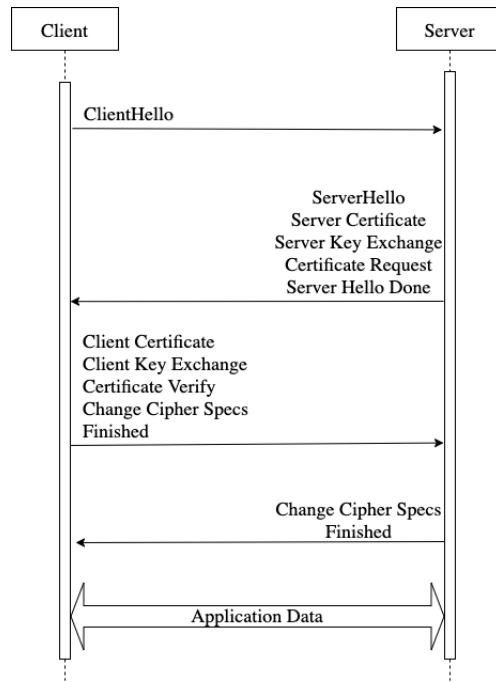 Client
Server
ClientHello
ServerHello
Server Certificate
Server Key Exchange
Certificate Request
Server Hello Done
Client Certificate
Client Key Exchange
Certificate Verify
Change Cipher Specs
Finished
Change Cipher Specs
Finished
Application Data